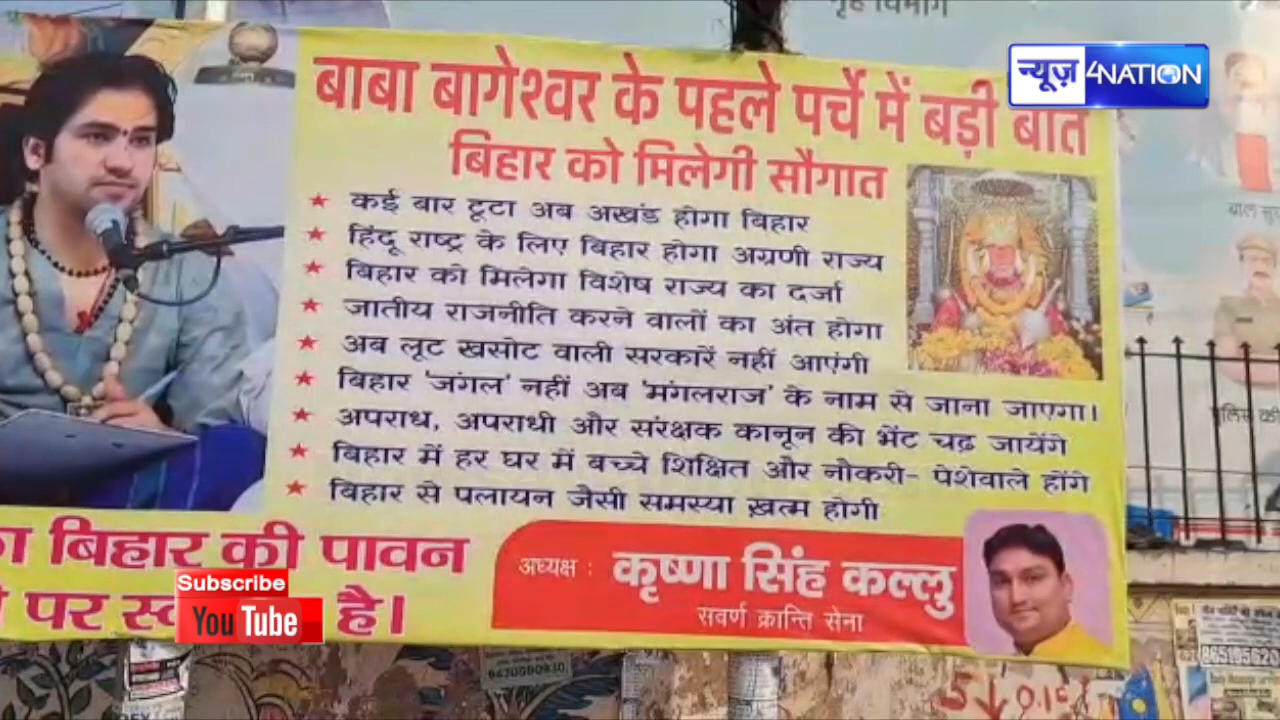 गृह विभाग
न्यूज़ 4NATION
बाबा बागेश्वर के पहले पर्चे में बड़ी बात
बिहार को मिलेगी सौगात
★ कई बार टूटा अब अखंड होगा बिहार
★ हिंदू राष्ट्र के लिए बिहार होगा अग्रणी राज्य
★ बिहार को मिलेगा विशेष राज्य का दर्जा
★ जातीय राजनीति करने वालों का अंत होगा
★ अब लूट खसोट वाली सरकारें नहीं आएंगी
★ बिहार 'जंगल' नहीं अब 'मंगलराज' के नाम से जाना जाएगा।
★ अपराध, अपराधी और सरंक्षक कानून की भेंट चढ़ जायेंगे
★ बिहार में हर घर में बच्चे शिक्षित और नौकरी- पेशेवाले होंगे
★ बिहार से पलायन जैसी समस्या ख़त्म होगी
बिहार की पावन
पर है।
Subscribe
YouTube
अध्यक्ष : कृष्णा सिंह कल्लु
सवर्ण क्रान्ति सेना